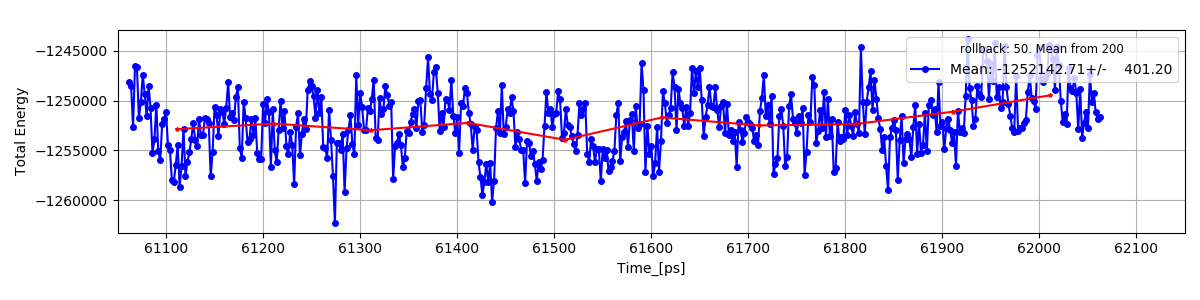 −1245000
−1250000
−1255000
−1260000
Total Energy
rollback: 50. Mean from 200
Mean: -1252142.71+/-    401.20
61100 61200 61300 61400 61500 61600 61700 61800 61900 62000 62100
Time_[ps]